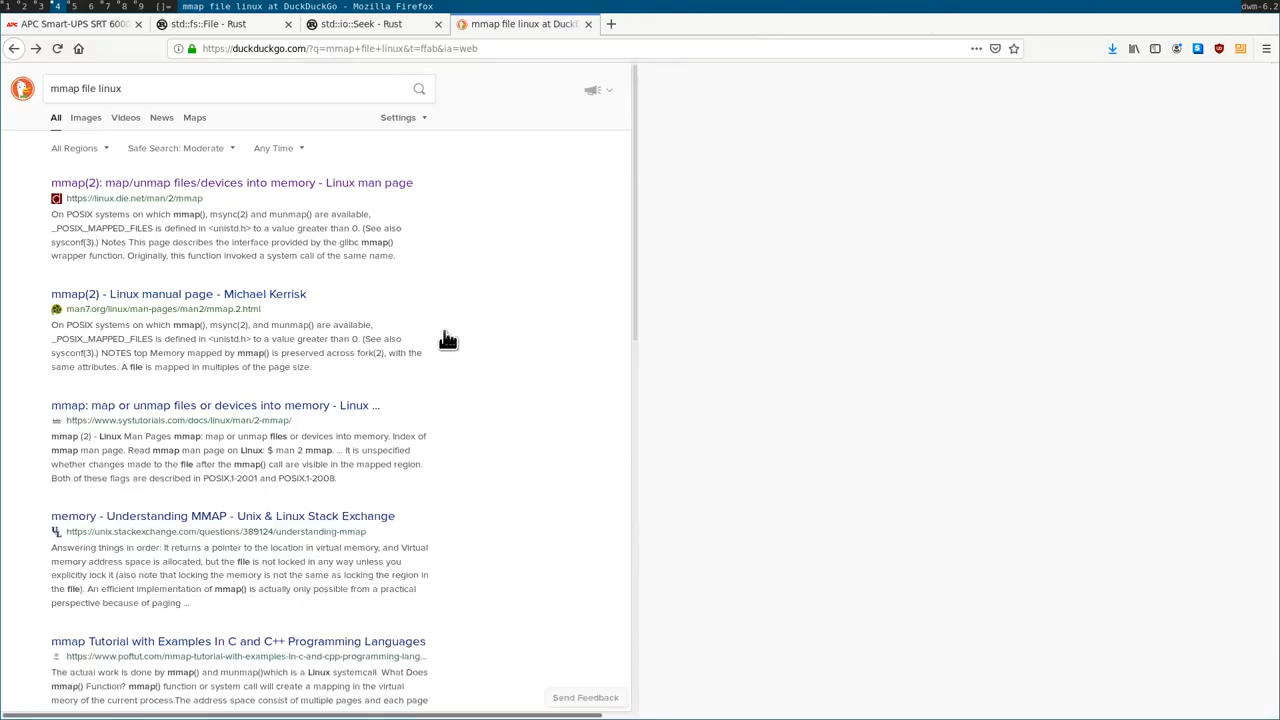 1 2 3 4 5 6 7 8 9 []= mmap file linux at DuckDuckGo - Mozilla Firefox dwm-6.2
APC Smart-UPS SRT 6000 std::fs::File - Rust std::io::Seek - Rust mmap file linux at DuckD
https://duckduckgo.com/?q=mmap+file+linux&t=ffab&ia=web
mmap file linux
All Images Videos News Maps Settings
All Regions Safe Search: Moderate Any Time
mmap(2): map/unmap files/devices into memory - Linux man page
https://linux.die.net/man/2/mmap
On POSIX systems on which mmap(), msync(2) and munmap() are available,
_POSIX_MAPPED_FILES is defined in <unistd.h> to a value greater than 0. (See also
sysconf(3).) Notes This page describes the interface provided by the glibc mmap()
wrapper function. Originally, this function invoked a system call of the same name.
mmap(2) - Linux manual page - Michael Kerrisk
man7.org/linux/man-pages/man2/mmap.2.html
On POSIX systems on which mmap(), msync(2), and munmap() are available,
_POSIX_MAPPED_FILES is defined in <unistd.h> to a value greater than 0. (See also
sysconf(3).) NOTES top Memory mapped by mmap() is preserved across fork(2), with the
same attributes. A file is mapped in multiples of the page size.
mmap: map or unmap files or devices into memory - Linux ...
https://www.systutorials.com/docs/linux/man/2-mmap/
mmap (2) - Linux Man Pages mmap: map or unmap files or devices into memory. Index of
mmap man page. Read mmap man page on Linux: $ man 2 mmap. ... It is unspecified
whether changes made to the file after the mmap() call are visible in the mapped region.
Both of these flags are described in POSIX.1-2001 and POSIX.1-2008.
memory - Understanding MMAP - Unix & Linux Stack Exchange
https://unix.stackexchange.com/questions/389124/understanding-mmap
Answering things in order: It returns a pointer to the location in virtual memory, and Virtual
memory address space is allocated, but the file is not locked in any way unless you
explicitly lock it (also note that locking the memory is not the same as locking the region in
the file). An efficient implementation of mmap() is actually only possible from a practical
perspective because of paging ...
mmap Tutorial with Examples In C and C++ Programming Languages
https://www.poftut.com/mmap-tutorial-with-examples-in-c-and-cpp-programming-lang...
The actual work is done by mmap() and munmap()which is a Linux systemcall. What Does
mmap() Function? mmap() function or system call will create a mapping in the virtual
meory of the current process.The address space consist of multiple pages and each page
Send Feedback